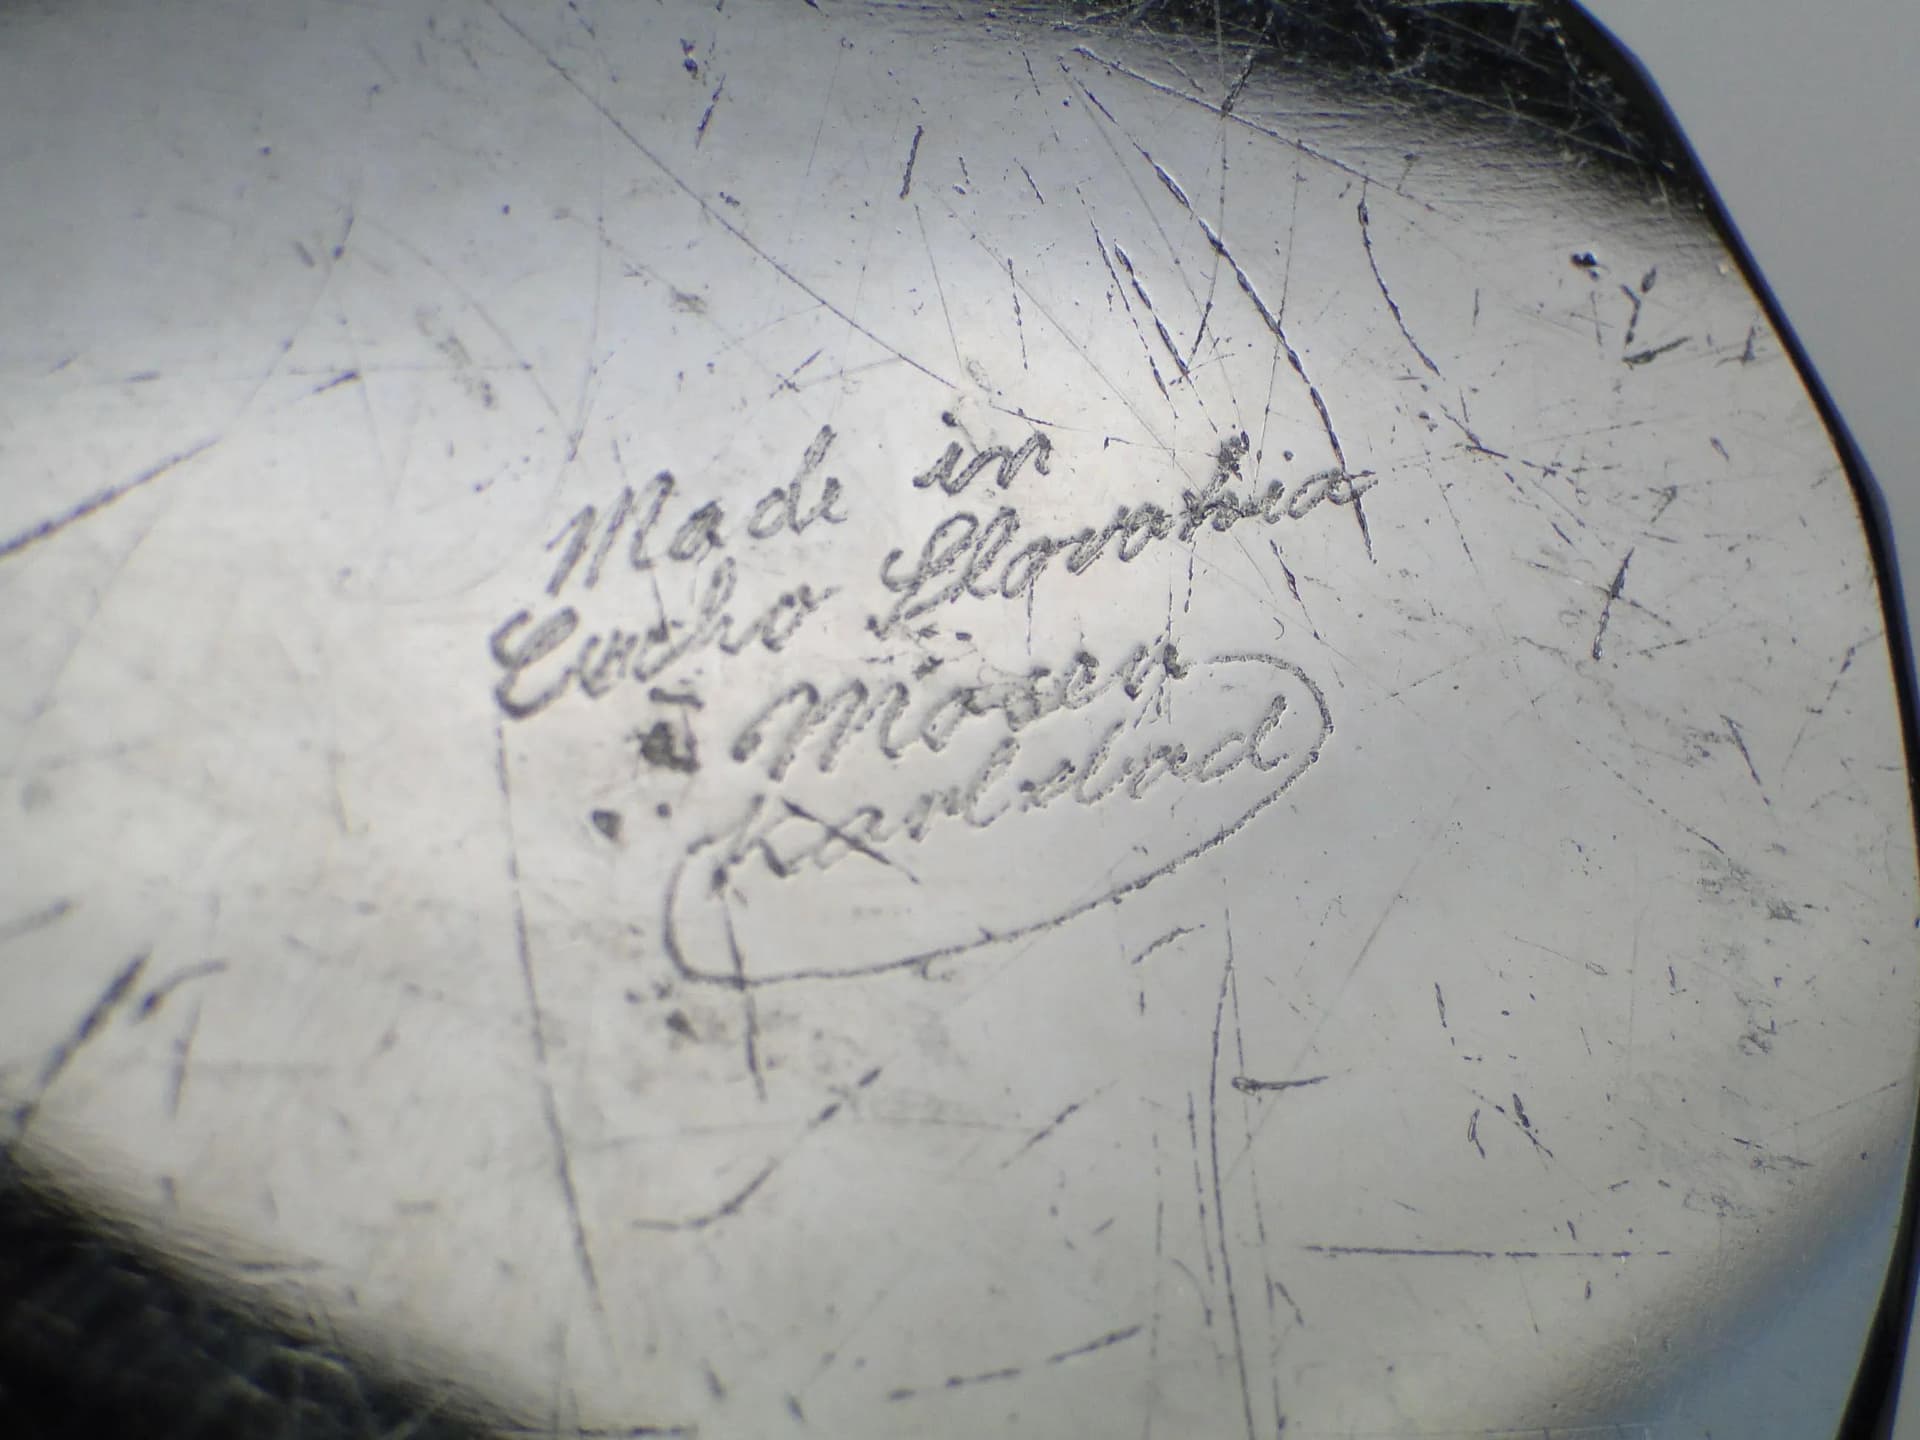 Made in
Czecho Slovakia
Moser
Karlsbad